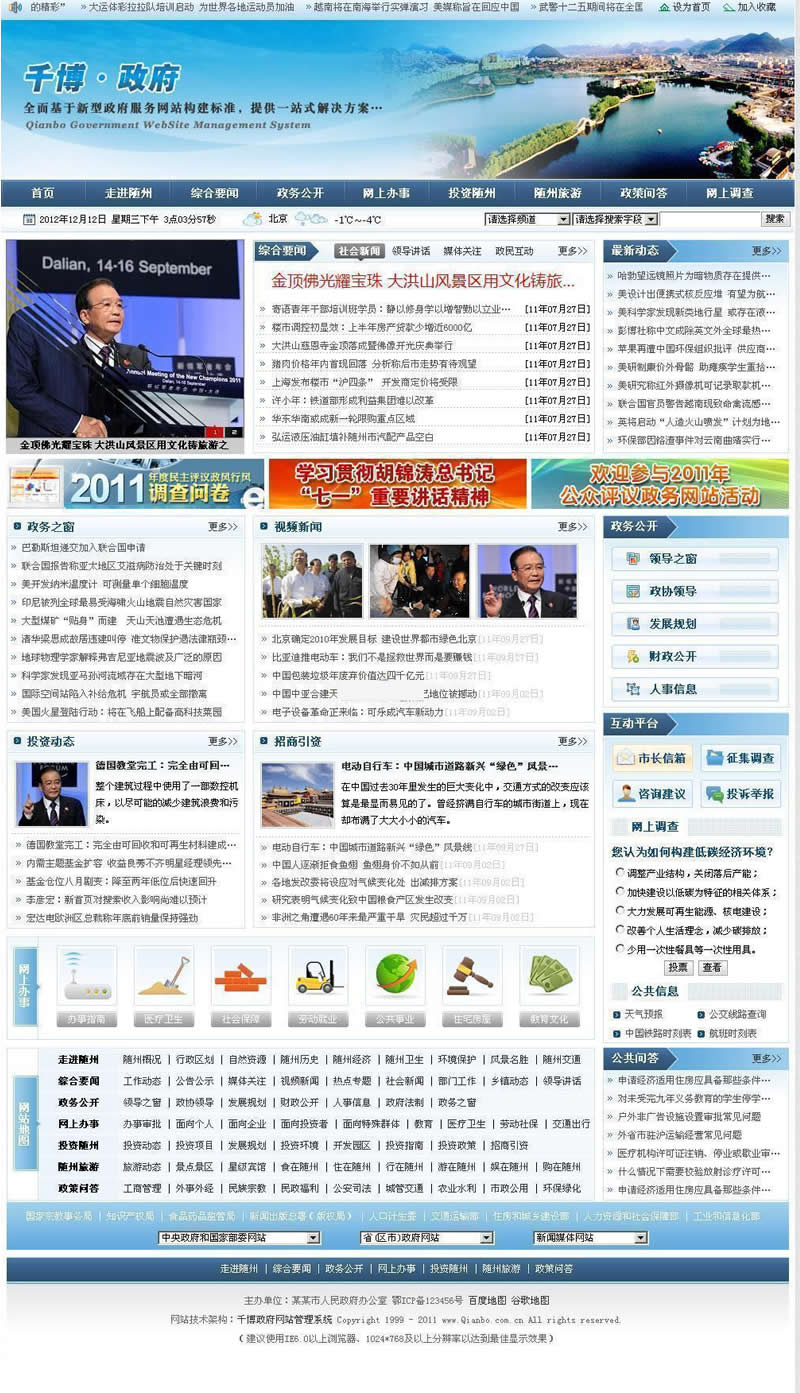 的精彩”  » 大运体彩拉拉队培训启动 为世界各地运动员加油  » 越南将在南海举行实弹演习 美媒称旨在回应中国  » 武警十二五期间将在全国  设为首页  加入收藏
千博·政府
全面基于新型政府服务网站构建标准，提供一站式解决方案…
Qianbo Government WebSite Management System
首页 走进随州 综合要闻 政务公开 网上办事 投资随州 随州旅游 政策问答 网上调查
2012年12月12日 星期三下午 3点03分57秒 北京 -1℃~-4℃ 请选择频道 请选择搜索字段 搜索
Dalian, 14-16 September
Annual Meeting of the New Champions 2011
Dalian, 14-16 September
1 2
金顶佛光耀宝珠 大洪山风景区用文化铸旅游之
综合要闻 社会新闻 领导讲话 媒体关注 政民互动 更多>>
金顶佛光耀宝珠 大洪山风景区用文化铸旅...
» 寄语青年干部培训班学员：静以修身学以增智勤以立业… [11年07月27日]
» 楼市调控初显效：上半年房产贷款少增近6000亿 [11年07月27日]
» 大洪山慈恩寺金顶落成暨佛像开光庆典举行 [11年07月27日]
» 猪肉价格年内首现回落 分析称后市走势有待观望 [11年07月27日]
» 上海发布楼市“沪四条” 开发商定价将受限 [11年07月27日]
» 许小年：铁道部形成利益集团难以改革 [11年07月27日]
» 华东华南或成新一轮限购重点区域 [11年07月27日]
» 弘运液压油缸填补随州市汽配产品空白 [11年07月27日]
最新动态 更多>>
» 哈勃望远镜照片为暗物质存在提供…
» 美设计出便携式核反应堆 有望为航…
» 美科学家发现新类地行星 或存在液…
» 彭博社称中文成除英文外全球最热…
» 苹果再遭中国环保组织批评 供应商…
» 美研制廉价外骨骼 助瘫痪学生重拾…
» 美研究称红外摄像机可记录取款机…
» 联合国官员警告越南现致命禽流感…
» 英将启动“人造火山喷发”计划为地…
» 环保部因给查事件对云南曲靖实行…
2011年度民主评议政风行风
调查问卷
学习贯彻胡锦涛总书记
“七一”重要讲话精神
欢迎参与2011年
公众评议政务网站活动
政务之窗 更多>>
» 巴勒斯坦递交加入联合国申请
» 联合国报告称亚太地区艾滋病防治处于关键时刻
» 美开发纳米温度计 可测量单个细胞温度
» 印尼被列全球最易受海啸火山地震自然灾害国家
» 大型煤矿“贴身”而建 天山天池遭遇生态危机
» 清华梁思成故居违建叫停 准文物保护遇法律瓶颈…
» 地球物理学家解释弗吉尼亚地震波及广泛的原因
» 科学家发现亚马孙河流域存在大型地下暗河
» 国际空间站陷入补给危机 宇航员或全部撤离
» 美国火星登陆行动：将在飞船上配备高科技菜园
视频新闻 更多>>
» 北京确定2010年发展目标 建设世界都市绿色北京[11年09月27日]
» 比亚迪推电动车：我们不是拯救世界而是要赚钱[11年09月27日]
» 中国包装垃圾年废弃价值达四千亿元[11年09月27日]
» 中国中亚合建天 地位被挪动[11年09月02日]
» 电子设备革命正来临：可乐成汽车新动力[11年09月02日]
政务公开
领导之窗
政协领导
发展规划
财政公开
人事信息
投资动态 更多>>
德国教堂完工：完全由可回…
整个建筑过程中使用了一部数控机床，以尽可能的减少建筑浪费和污染。
» 德国教堂完工：完全由可回收和可再生材料建成…
» 内需主题基金扩容 收益良莠不齐明星经理领先…
» 基金仓位八月剧变：降至两年低位后快速回升
» 李彦宏：新首页对搜索收入影响尚难以预计
» 宏达电欧洲区总裁称年底前销量保持强劲
招商引资 更多>>
电动自行车：中国城市道路新兴“绿色”风景…
在中国过去30年里发生的巨大变化中，交通方式的改变应该算是最显而易见的了。曾经挤满自行车的城市街道上，现在却布满了大大小小的汽车。
» 电动自行车：中国城市道路新兴“绿色”风景线[11年09月27日]
» 中国人逐渐拒食鱼翅 鱼翅身价不如从前[11年09月02日]
» 各地发改委将设应对气候变化处 出减排方案[11年09月02日]
» 研究表明气候变化致中国粮食产区发生改变[11年09月02日]
» 非洲之角遭遇60年来最严重干旱 灾民超过千万[11年09月02日]
互动平台
市长信箱 征集调查
咨询建议 投诉举报
网上调查
您认为如何构建低碳经济环境？
调整产业结构，关闭落后产能；
加快建设以低碳为特征的相关体系；
大力发展可再生能源、核电建设；
改善个人生活理念，减少碳排放；
少用一次性餐具等一次性用具。
投票 查看
公共信息
天气预报 公交线路查询
中国铁路时刻表 航班时刻表
网上办事
办事指南 医疗卫生 社会保障 劳动就业 公共事业 住宅房屋 教育文化
网站地图
走进随州 随州概况 | 行政区划 | 自然资源 | 随州历史 | 随州经济 | 随州卫生 | 环境保护 | 风景名胜 | 随州交通
综合要闻 工作动态 | 公告公示 | 媒体关注 | 视频新闻 | 热点专题 | 社会新闻 | 部门工作 | 乡镇动态 | 领导讲话
政务公开 领导之窗 | 政协领导 | 发展规划 | 财政公开 | 人事信息 | 政府法制 | 政务之窗
网上办事 办事审批 | 面向个人 | 面向企业 | 面向投资者 | 面向特殊群体 | 教育 | 医疗卫生 | 劳动社保 | 交通出行
投资随州 投资动态 | 投资项目 | 发展规划 | 投资环境 | 开发园区 | 投资指南 | 投资政策 | 招商引资
随州旅游 旅游动态 | 景点景区 | 星级宾馆 | 食在随州 | 住在随州 | 行在随州 | 游在随州 | 娱在随州 | 购在随州
政策问答 工商管理 | 外事外经 | 民族宗教 | 民政福利 | 公安司法 | 城管交通 | 农业水利 | 市政公用 | 环保绿化
公共问答 更多>>
» 申请经济适用住房应具备那些条件…
» 对未受完九年义务教育的学生停学…
» 户外非广告设施设置审批常见问题
» 外省市驻沪运输经营常见问题
» 医疗机构许可证注销、停业或歇业审…
» 什么情况下需要校验放射诊疗许可…
» 申请经济适用住房应具备那些条件…
国家宗教事务局 | 知识产权局 | 食品药品监管局 | 新闻出版总署（版权局） | 人口计生委 | 交通运输部 | 住房和城乡建设部 | 人力资源和社会保障部 | 工业和信息化部
中央政府和国家部委网站 省(区市)政府网站 新闻媒体网站
走进随州 | 综合要闻 | 政务公开 | 网上办事 | 投资随州 | 随州旅游 | 政策问答
主办单位：某某市人民政府办公室 鄂ICP备123456号 百度地图 谷歌地图
网站技术架构：千博政府网站管理系统 Copyright 1999 - 2011 www.Qianbo.com.cn All rights reserved.
（建议使用IE6.0以上浏览器、1024*768及以上分辨率以达到最佳显示效果）